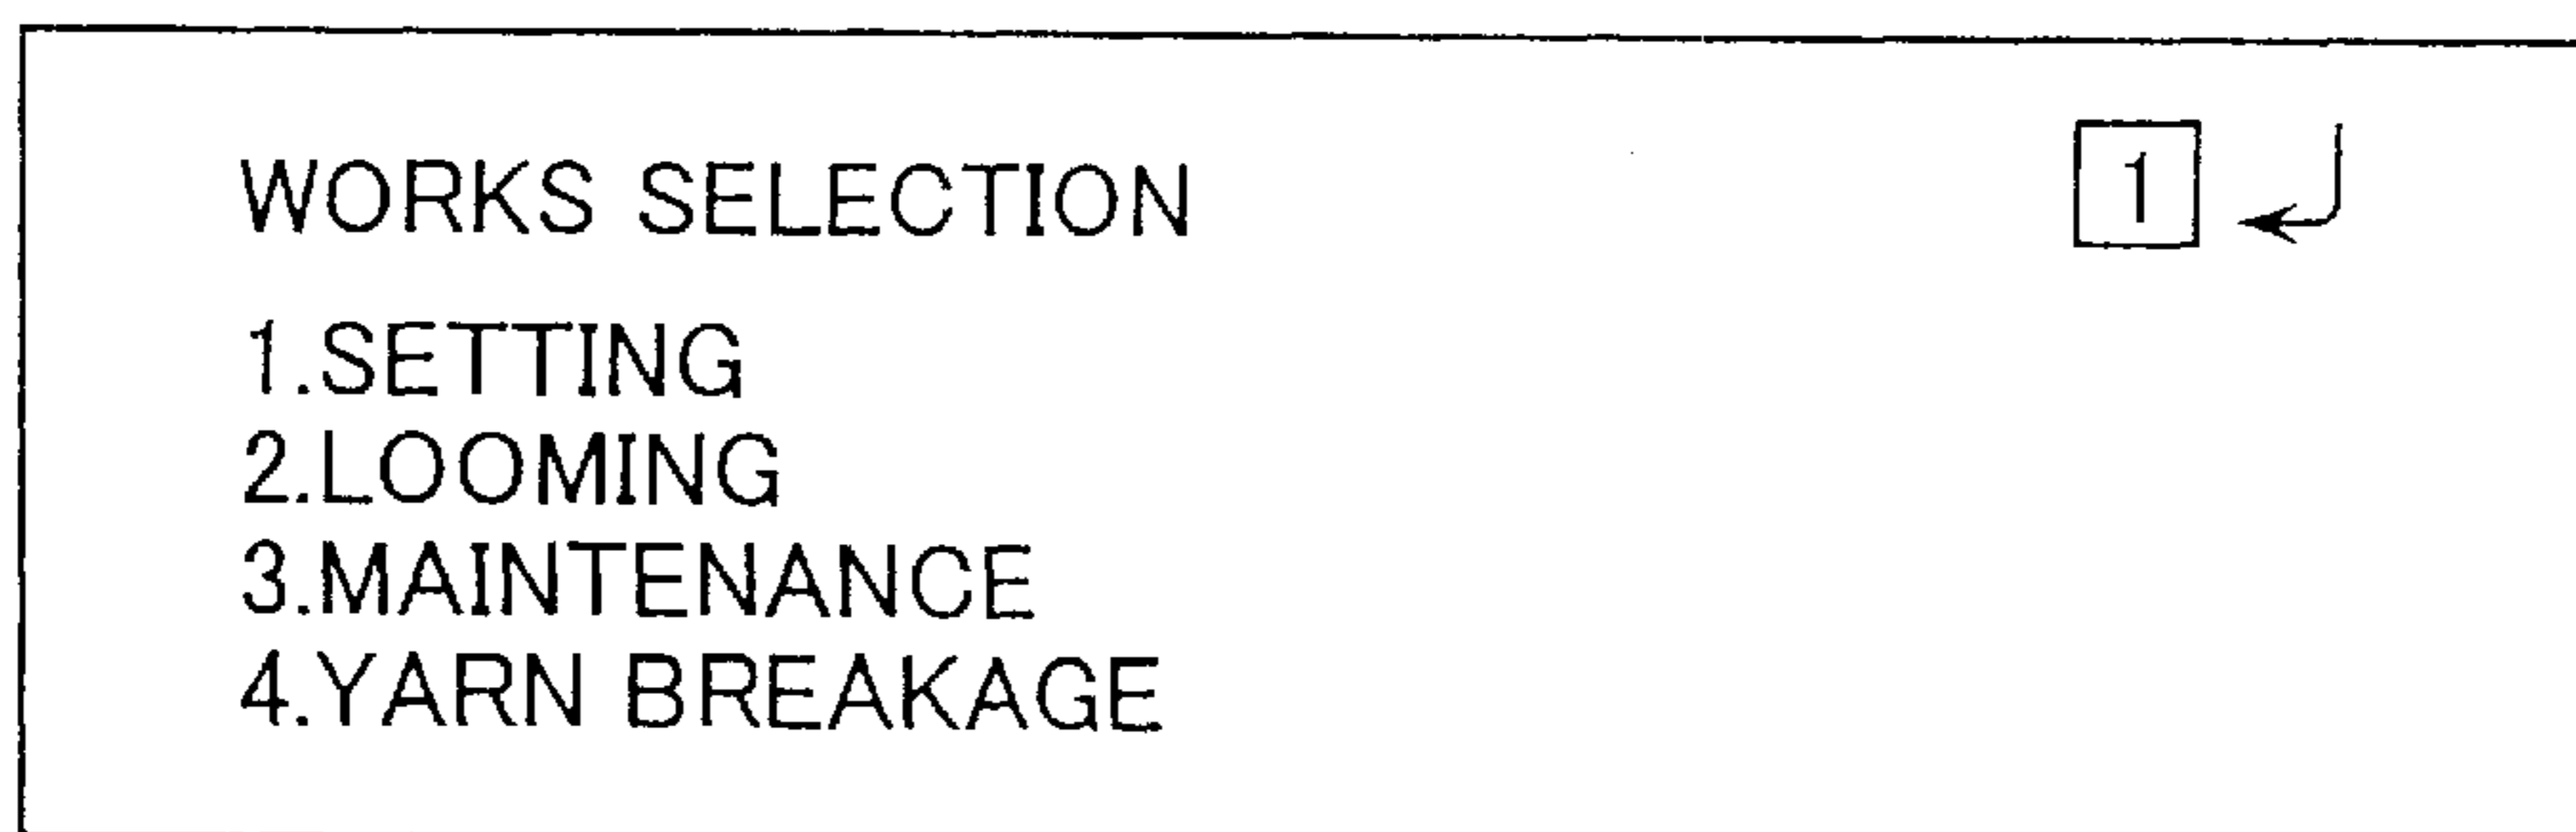 WORKS SELECTION 1
1.SETTING
2.LOOMING
3.MAINTENANCE
4.YARN BREAKAGE